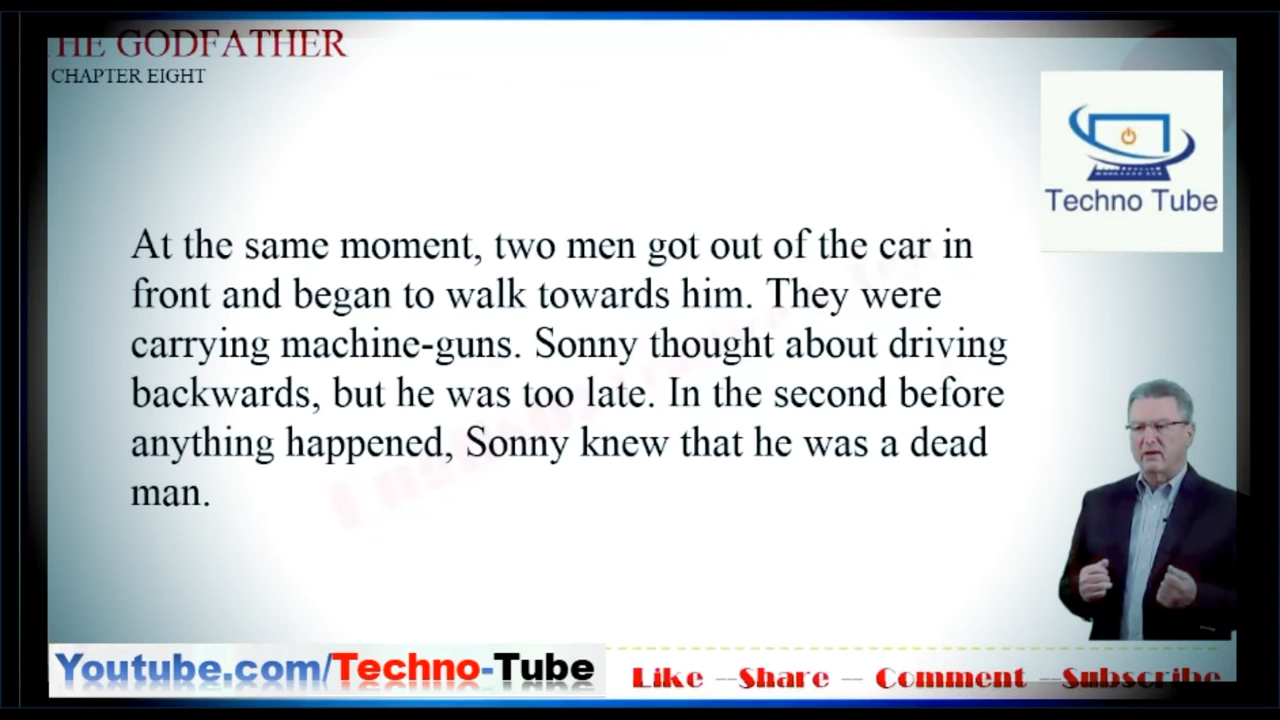 THE GODFATHER
CHAPTER EIGHT
Techno Tube
At the same moment, two men got out of the car in
front and began to walk towards him. They were
carrying machine-guns. Sonny thought about driving
backwards, but he was too late. In the second before
anything happened, Sonny knew that he was a dead
man.
Youtube.com/Techno-Tube
Like --Share -- Comment --Subscribe